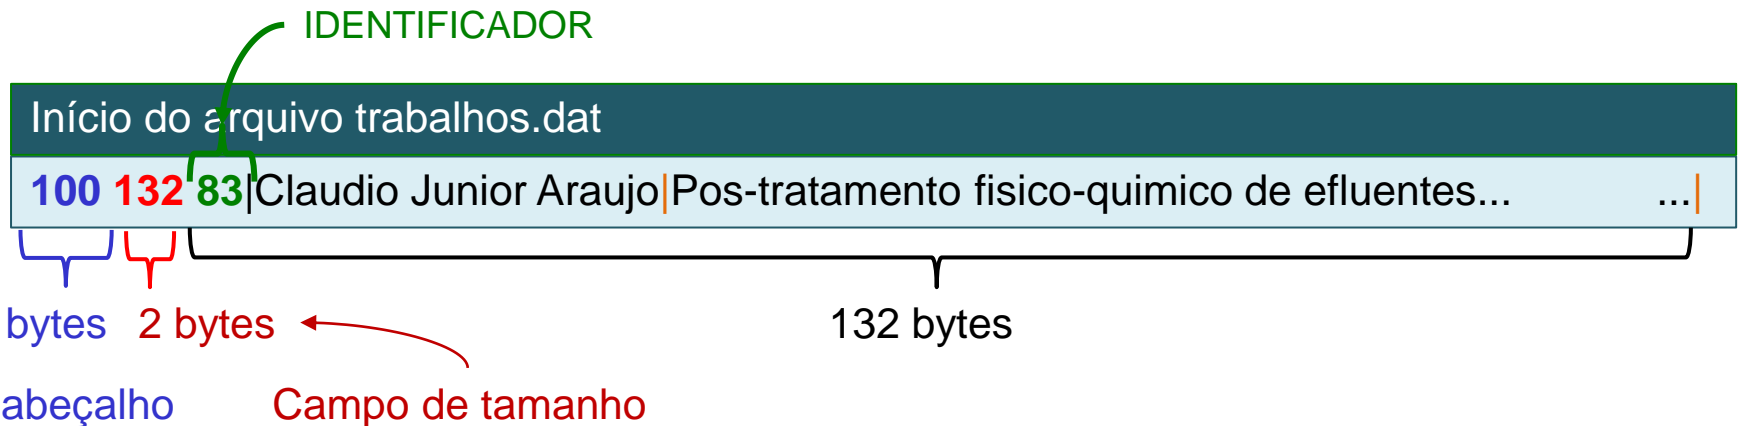 IDENTIFICADOR
Início do arquivo trabalhos.dat
100 132 83|Claudio Junior Araujo|Pos-tratamento fisico-quimico de efluentes... ...|
bytes 2 bytes 132 bytes
abeçalho Campo de tamanho